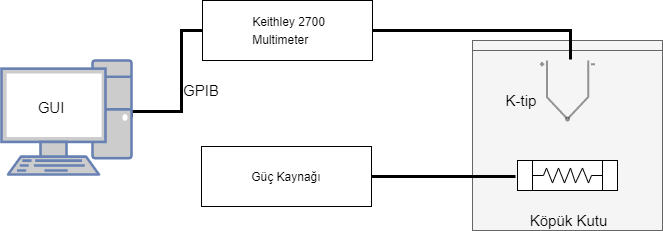 Keithley 2700
Multimeter
GUI
GPIB
+ -
K-tip
Güç Kaynağı
Köpük Kutu